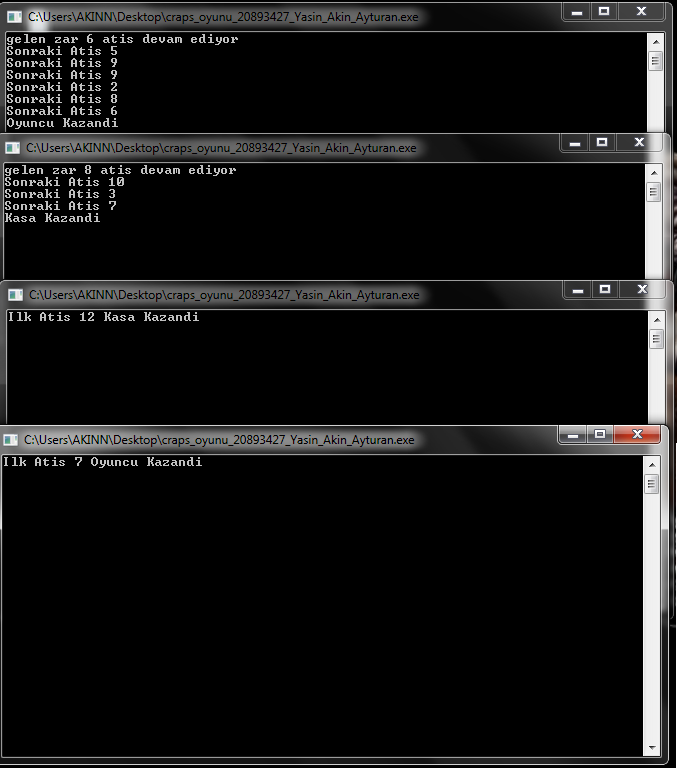 C:\Users\AKINN\Desktop\craps_oyunu_20893427_Yasin_Akin_Ayturan.exe
gelen zar 6 atis devam ediyor
Sonraki Atis 5
Sonraki Atis 9
Sonraki Atis 9
Sonraki Atis 2
Sonraki Atis 8
Sonraki Atis 6
Oyuncu Kazandi
C:\Users\AKINN\Desktop\craps_oyunu_20893427_Yasin_Akin_Ayturan.exe
gelen zar 8 atis devam ediyor
Sonraki Atis 10
Sonraki Atis 3
Sonraki Atis 7
Kasa Kazandi
C:\Users\AKINN\Desktop\craps_oyunu_20893427_Yasin_Akin_Ayturan.exe
Ilk Atis 12 Kasa Kazandi
C:\Users\AKINN\Desktop\craps_oyunu_20893427_Yasin_Akin_Ayturan.exe
Ilk Atis 7 Oyuncu Kazandi